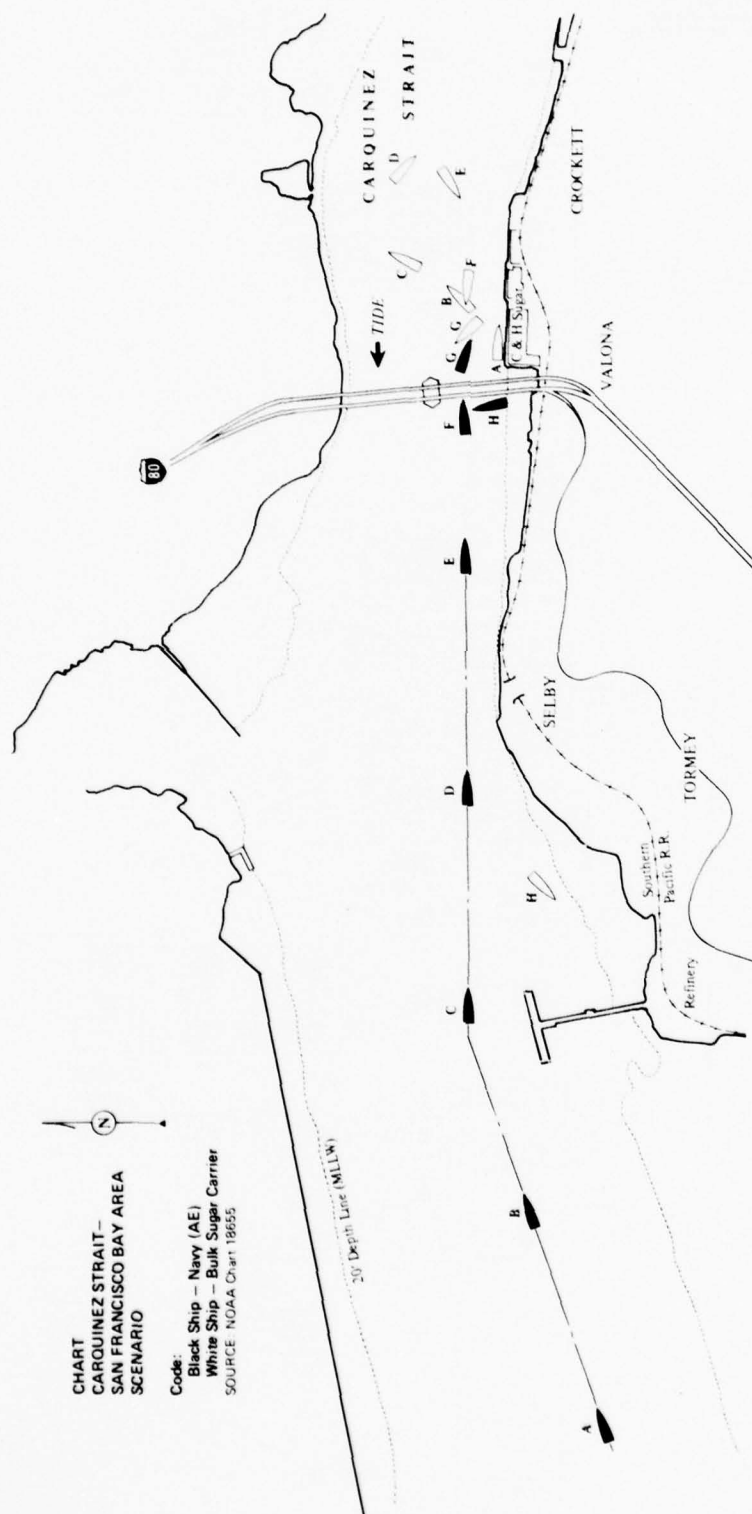 CHART
CARQUINEZ STRAIT–
SAN FRANCISCO BAY AREA
SCENARIO
Code:
Black Ship – Navy (AE)
White Ship – Bulk Sugar Carrier
SOURCE: NOAA Chart 18655
N
20' Depth Line (MLLW)
80
TIDE
CARQUINEZ
STRAIT
A
B
C
D
E
F
G
H
A
B
C
D
E
F
G
H
C & H Sugar
CROCKETT
VALONA
SELBY
TORMEY
Southern
Pacific R.R.
Refinery